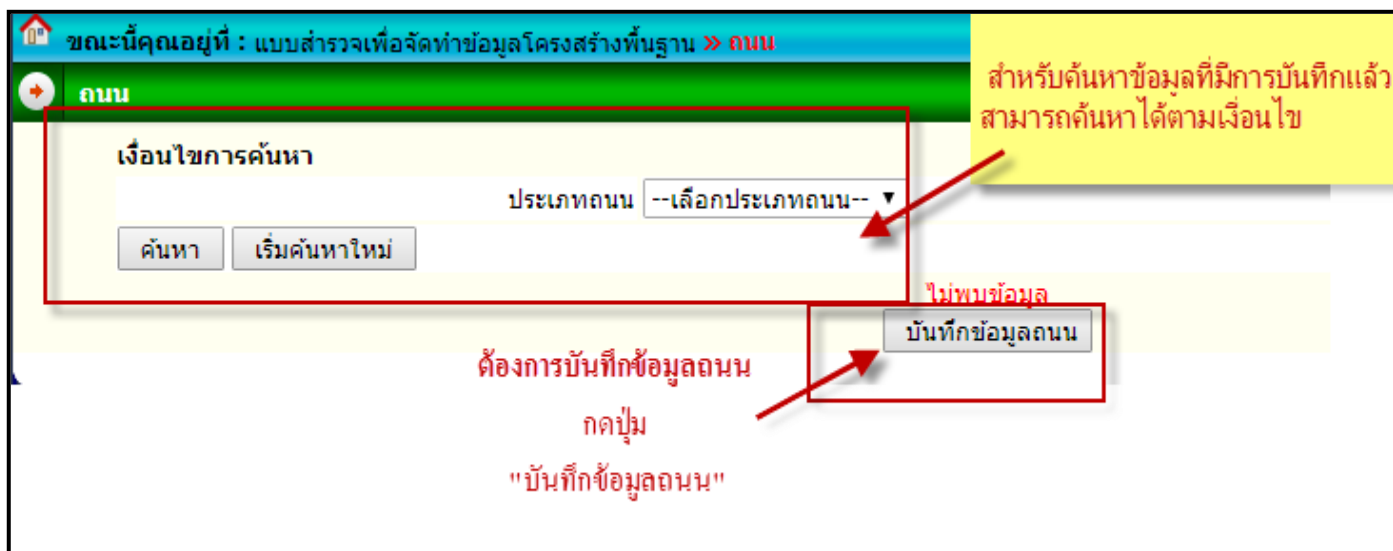 ขณะนี้คุณอยู่ที่ : แบบสำรวจเพื่อจัดทำข้อมูลโครงสร้างพื้นฐาน » ถนน
ถนน
สำหรับค้นหาข้อมูลที่มีการบันทึกแล้ว
สามารถค้นหาได้ตามเงื่อนไข
เงื่อนไขการค้นหา
ประเภทถนน --เลือกประเภทถนน--
ค้นหา เริ่มค้นหาใหม่
ไม่พบข้อมูล
บันทึกข้อมูลถนน
ต้องการบันทึกข้อมูลถนน
กดปุ่ม
"บันทึกข้อมูลถนน"